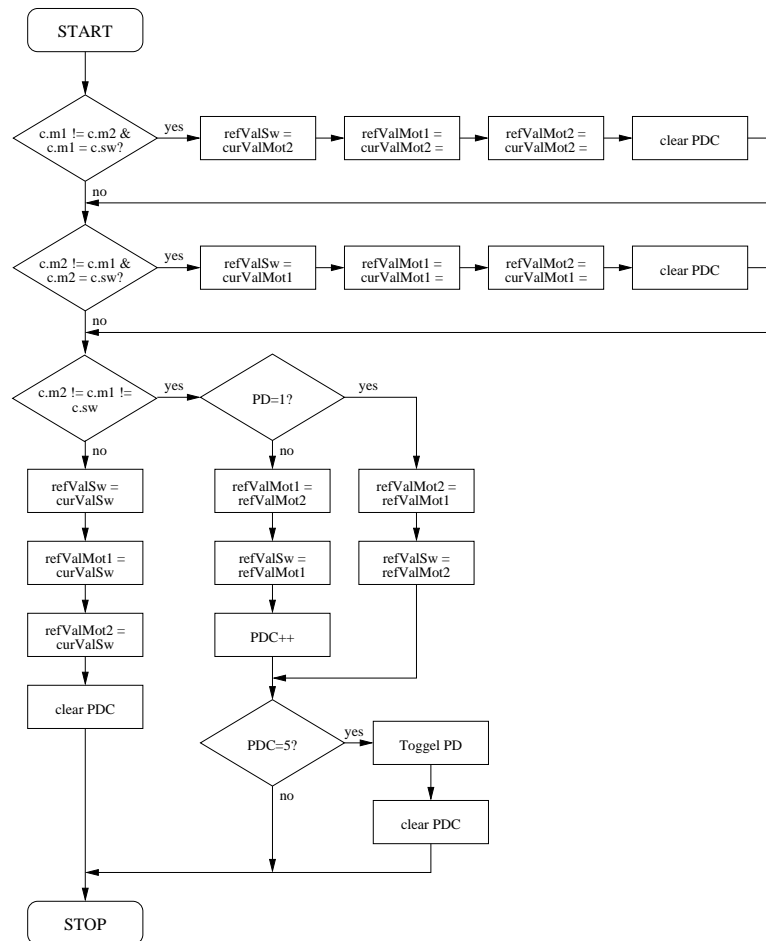 START
c.m1 != c.m2 &
c.m1 = c.sw?
yes
refValSw =
curValMot2
refValMot1 =
curValMot2 =
refValMot2 =
curValMot2 =
clear PDC
no
c.m2 != c.m1 &
c.m2 = c.sw?
yes
refValSw =
curValMot1
refValMot1 =
curValMot1 =
refValMot2 =
curValMot1 =
clear PDC
no
c.m2 != c.m1 !=
c.sw
yes
PD=1?
yes
no
no
refValSw =
curValSw
refValMot1 =
refValMot2
refValMot2 =
refValMot1
refValMot1 =
curValSw
refValSw =
refValMot1
refValSw =
refValMot2
refValMot2 =
curValSw
PDC++
clear PDC
PDC=5?
yes
Toggel PD
no
clear PDC
STOP